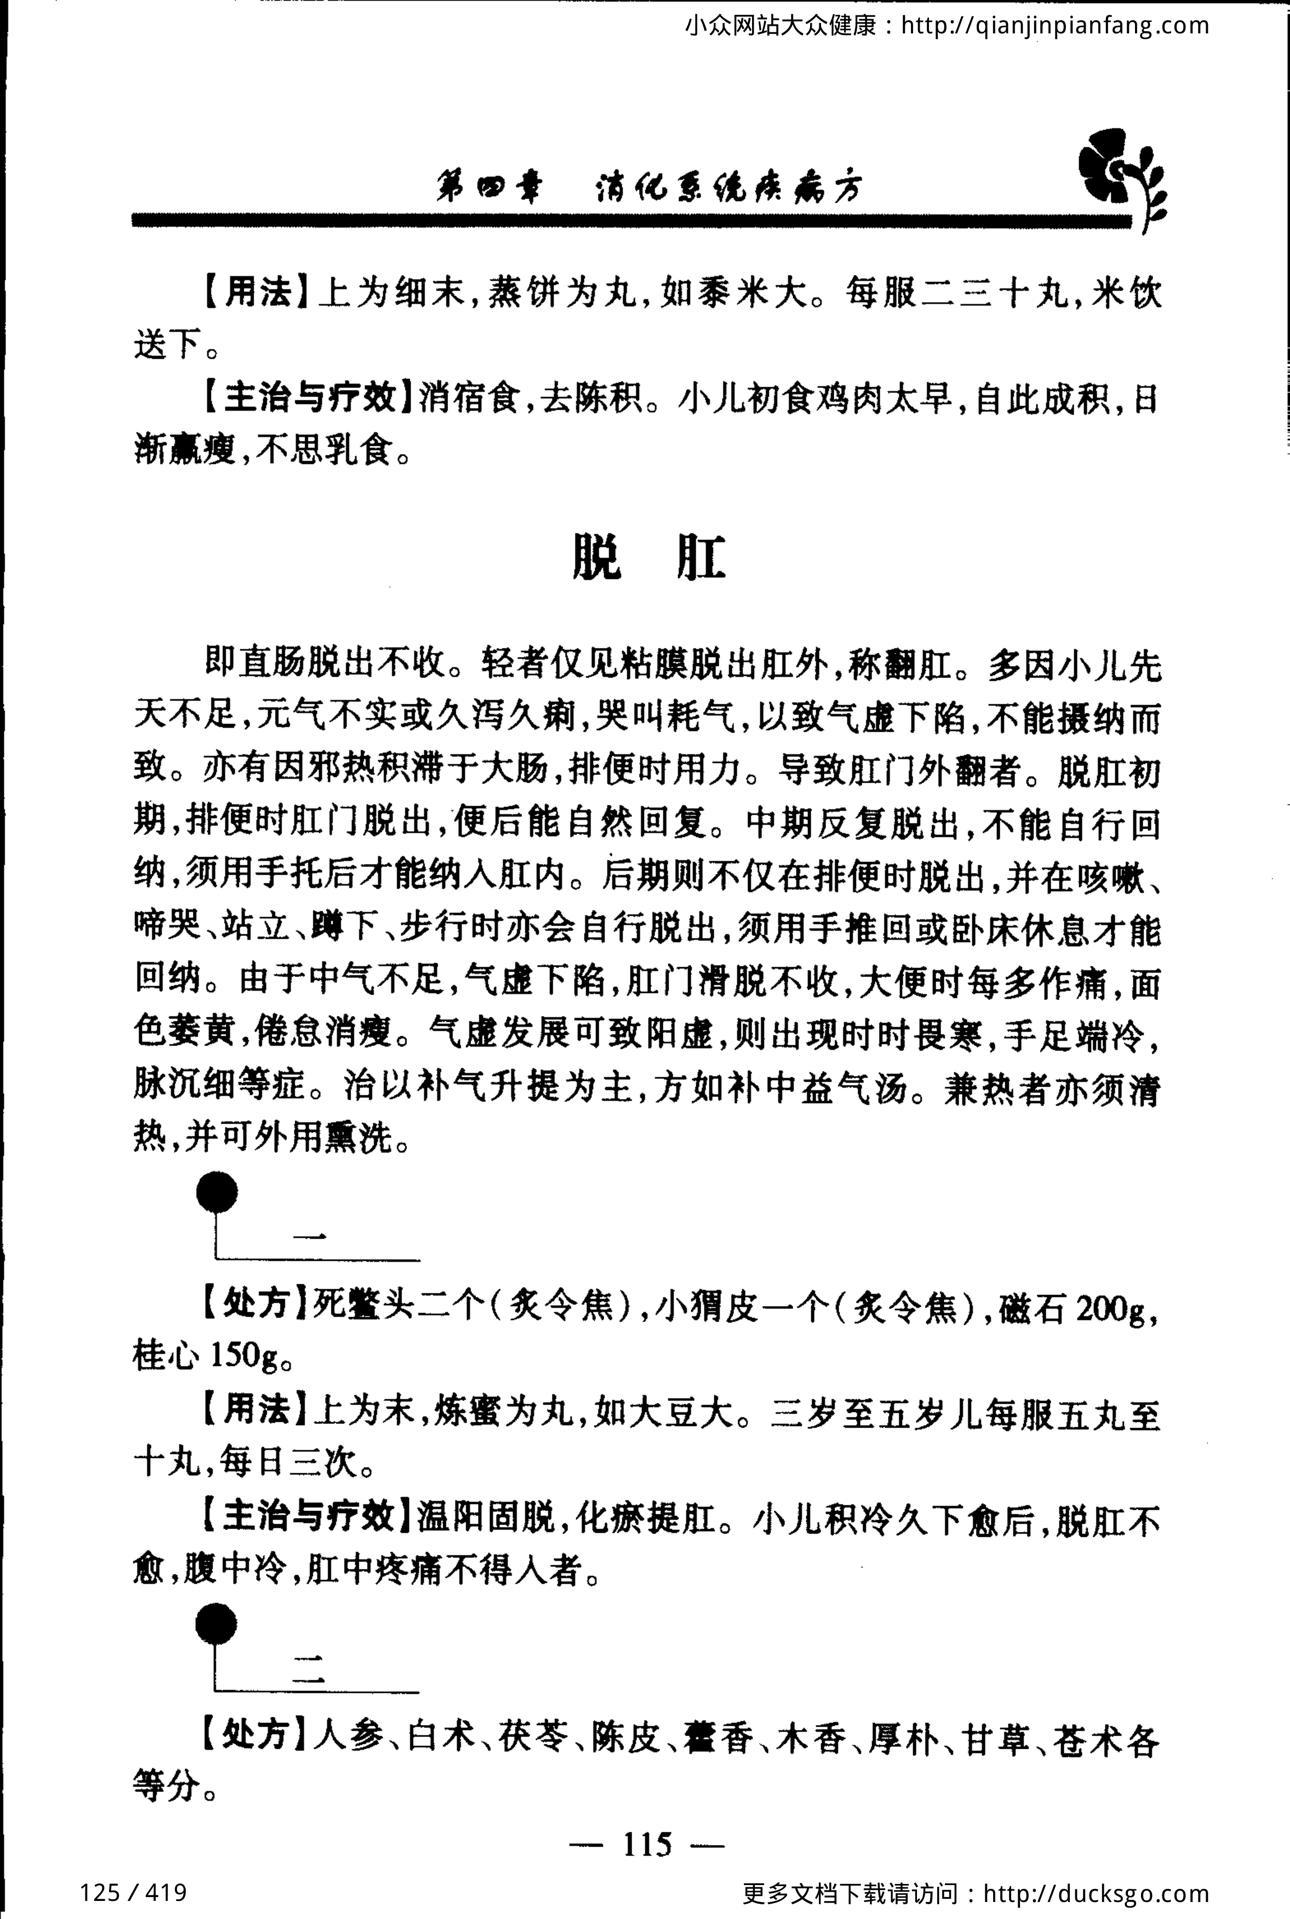 小众网站大众健康：http://qianjinpianfang.com
第四章 消化系统疾病方
【用法】上为细末,蒸饼为丸,如黍米大。每服二三十丸,米饮
送下。
【主治与疗效】消宿食,去陈积。小儿初食鸡肉太早,自此成积,日
渐羸瘦,不思乳食。
脱 肛
即直肠脱出不收。轻者仅见粘膜脱出肛外,称翻肛。多因小儿先
天不足,元气不实或久泻久痢,哭叫耗气,以致气虚下陷,不能摄纳而
致。亦有因邪热积滞于大肠,排便时用力。导致肛门外翻者。脱肛初
期,排便时肛门脱出,便后能自然回复。中期反复脱出,不能自行回
纳,须用手托后才能纳入肛内。后期则不仅在排便时脱出,并在咳嗽、
啼哭、站立、蹲下、步行时亦会自行脱出,须用手推回或卧床休息才能
回纳。由于中气不足,气虚下陷,肛门滑脱不收,大便时每多作痛,面
色萎黄,倦怠消瘦。气虚发展可致阳虚,则出现时时畏寒,手足端冷,
脉沉细等症。治以补气升提为主,方如补中益气汤。兼热者亦须清
热,并可外用熏洗。
一
【处方】死鳖头二个(炙令焦),小猬皮一个(炙令焦),磁石 200g,
桂心 150g。
【用法】上为末,炼蜜为丸,如大豆大。三岁至五岁儿每服五丸至
十丸,每日三次。
【主治与疗效】温阳固脱,化瘀提肛。小儿积冷久下愈后,脱肛不
愈,腹中冷,肛中疼痛不得入者。
二
【处方】人参、白术、茯苓、陈皮、藿香、木香、厚朴、甘草、苍术各
等分。
— 115 —
125 / 419
更多文档下载请访问：http://ducksgo.com